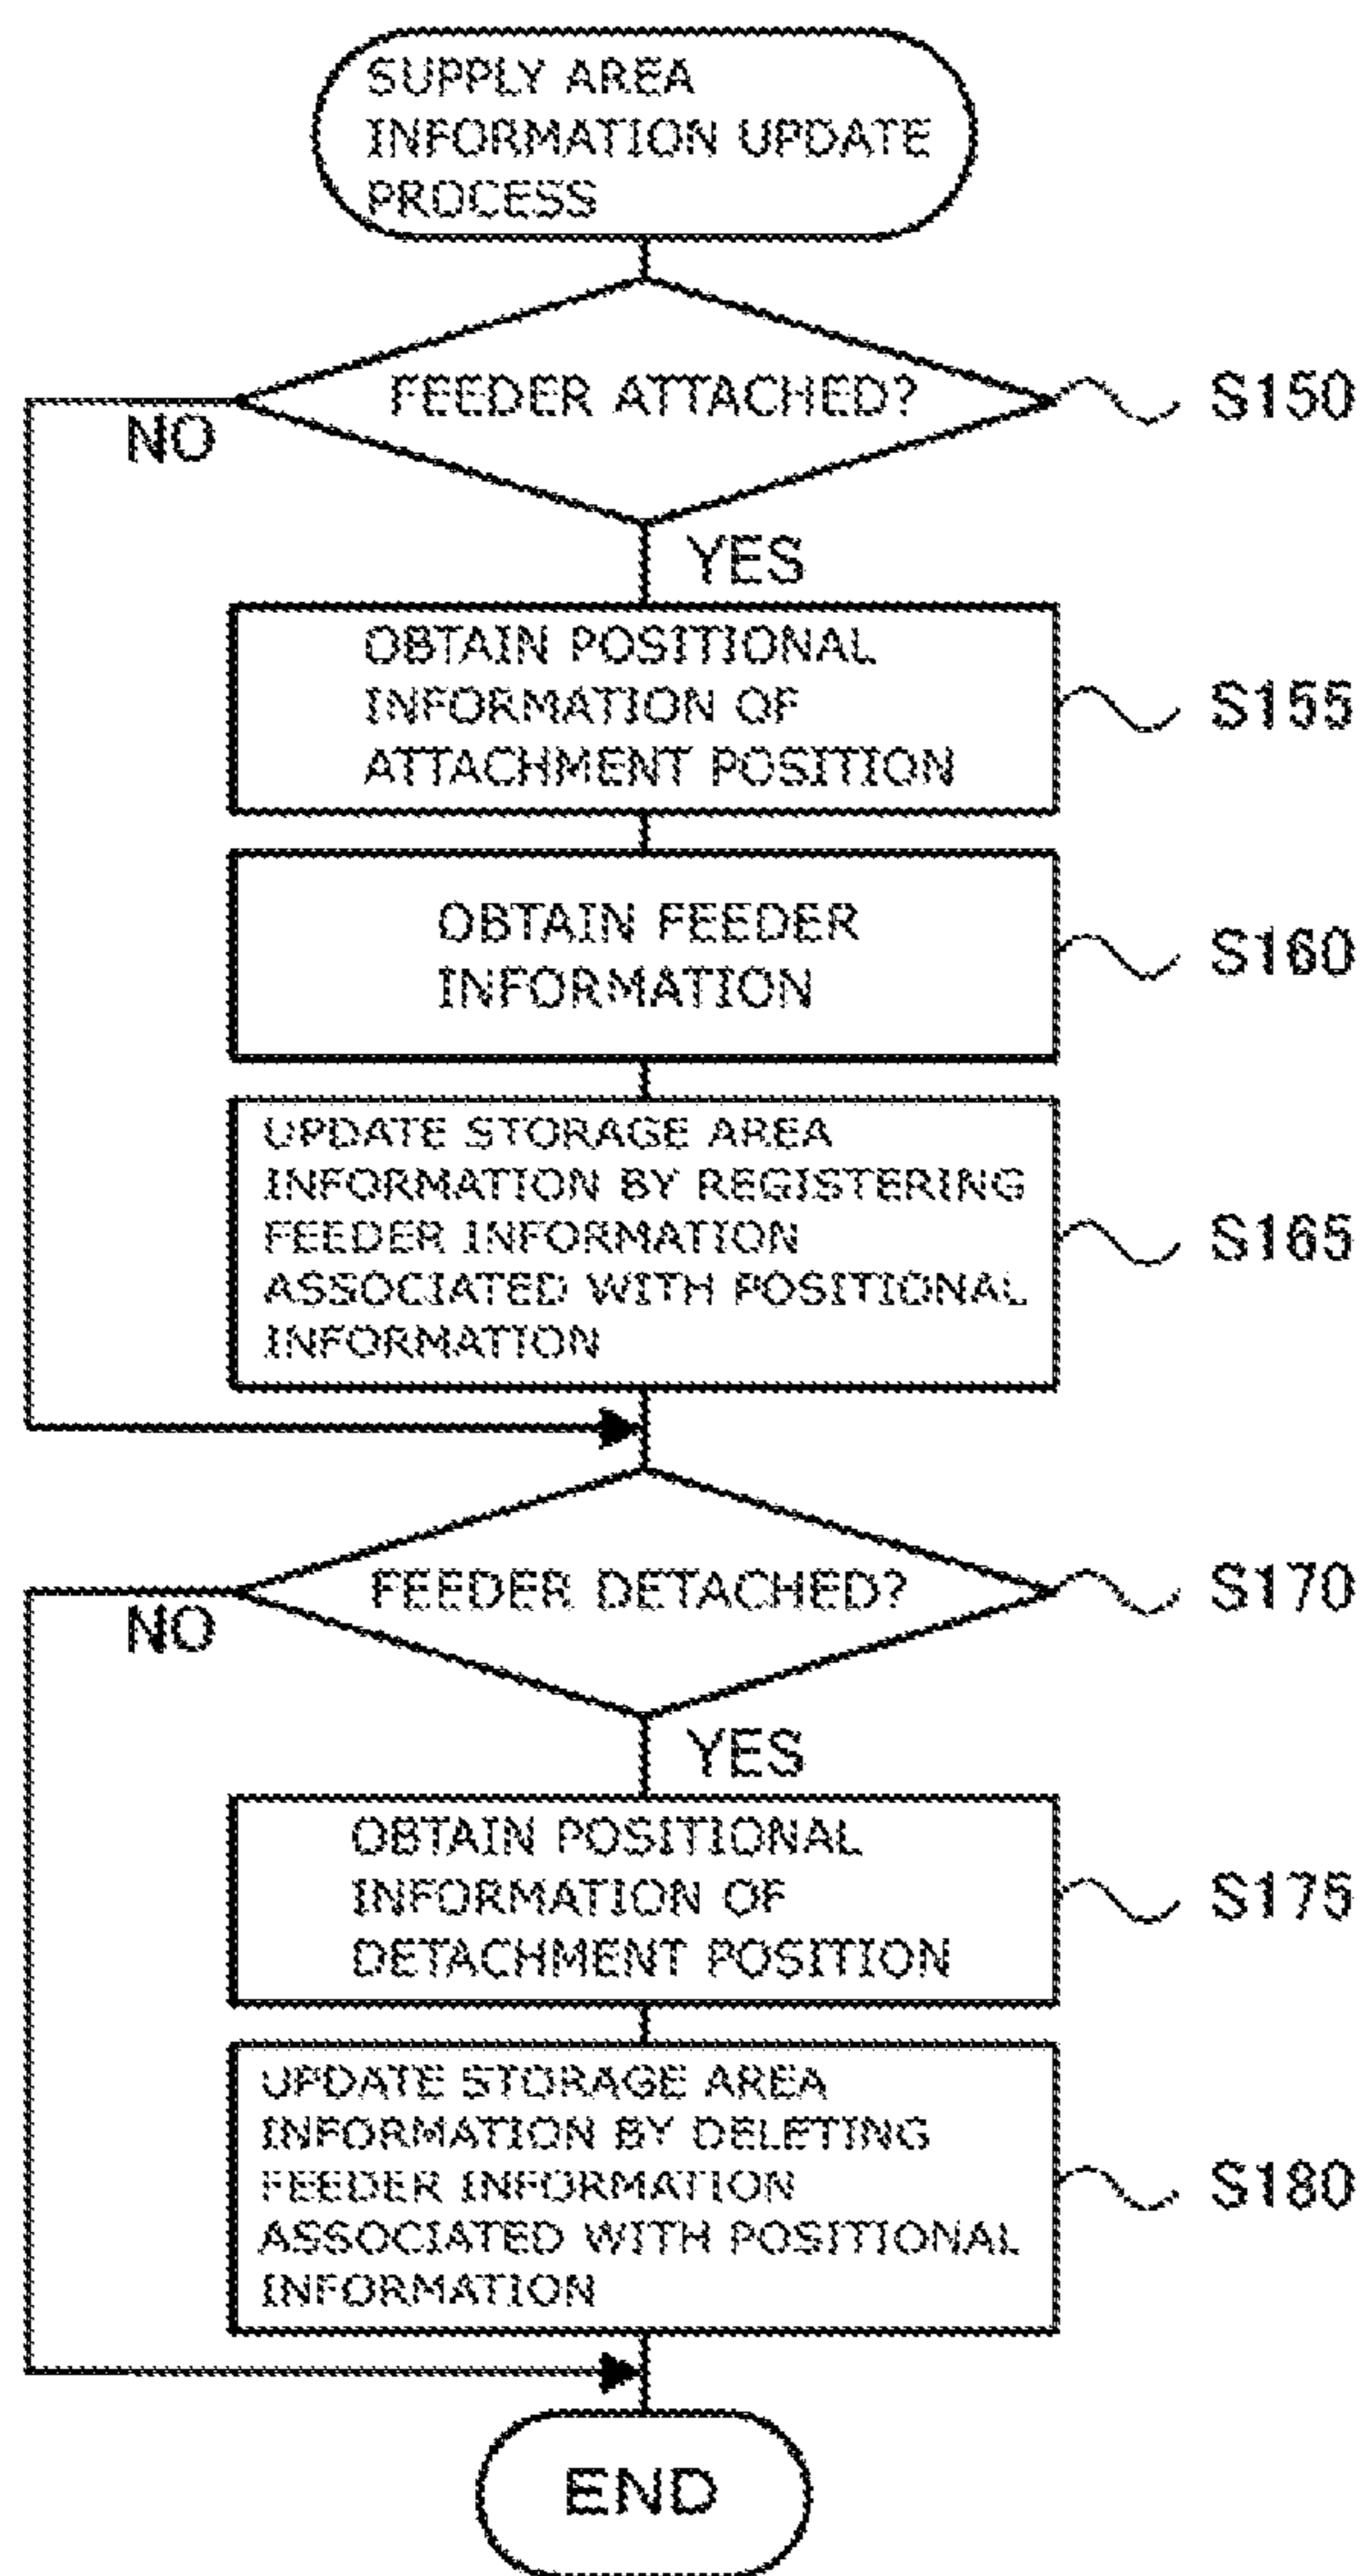 SUPPLY AREA
INFORMATION UPDATE
PROCESS
FEEDER ATTACHED?
S150
NO
YES
OBTAIN POSITIONAL
INFORMATION OF
ATTACHMENT POSITION
S155
OBTAIN FEEDER
INFORMATION
S160
UPDATE STORAGE AREA
INFORMATION BY REGISTERING
FEEDER INFORMATION
ASSOCIATED WITH POSITIONAL
INFORMATION
S165
FEEDER DETACHED?
S170
NO
YES
OBTAIN POSITIONAL
INFORMATION OF
DETACHMENT POSITION
S175
UPDATE STORAGE AREA
INFORMATION BY DELETING
FEEDER INFORMATION
ASSOCIATED WITH POSITIONAL
INFORMATION
S180
END